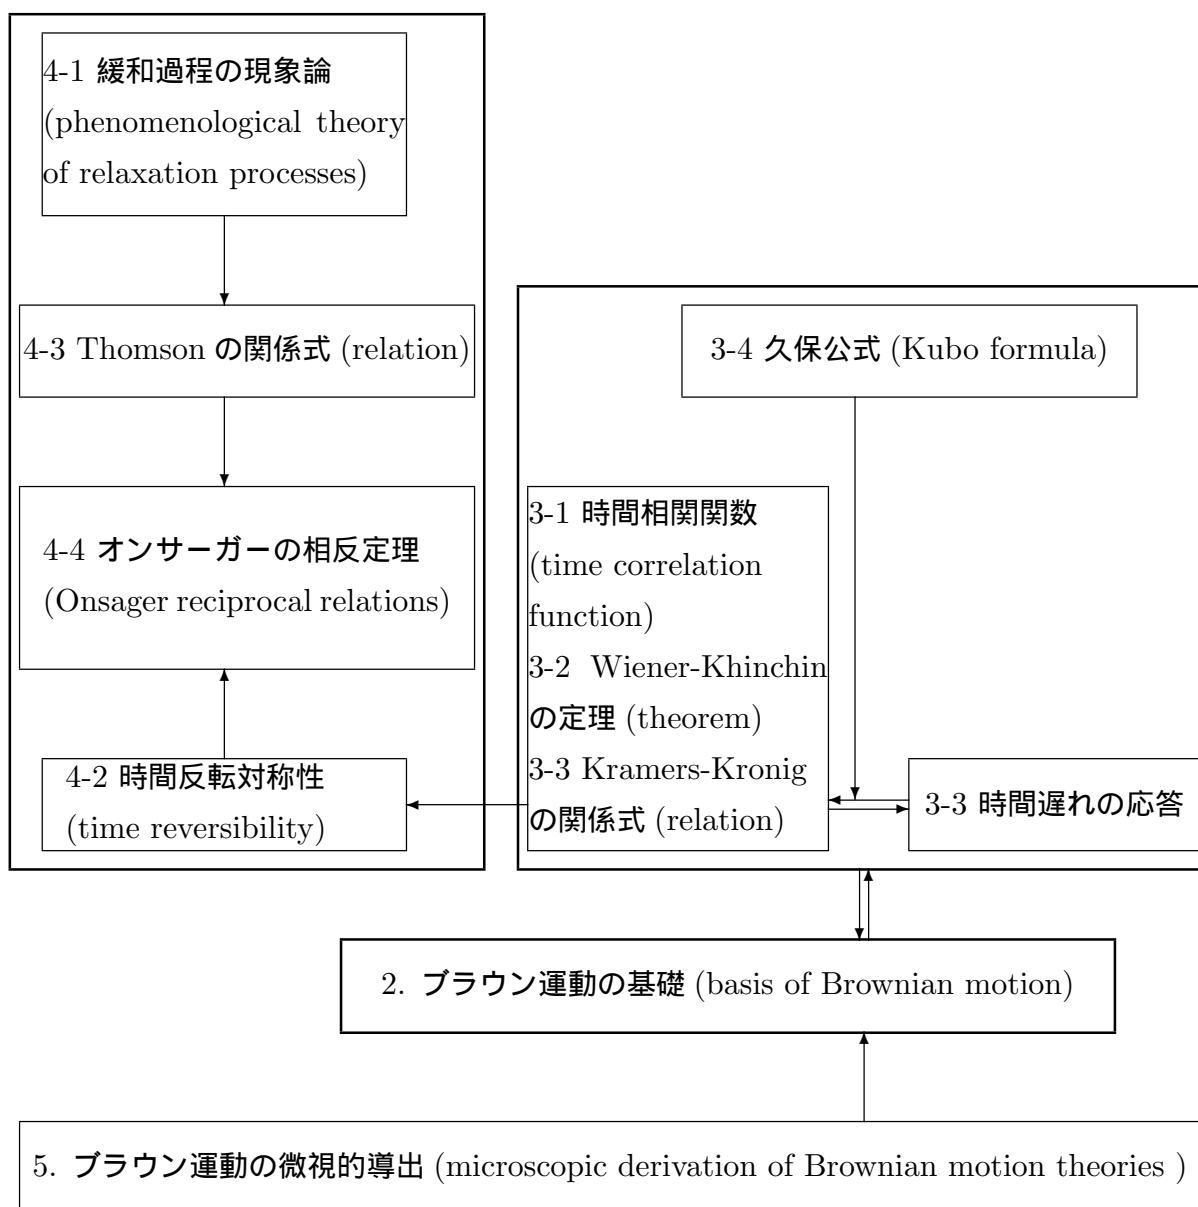 4-1 緩和過程の現象論
(phenomenological theory
of relaxation processes)
4-3 Thomson の関係式 (relation)
4-4 オンサーガーの相反定理
(Onsager reciprocal relations)
4-2 時間反転対称性
(time reversibility)
3-4 久保公式 (Kubo formula)
3-1 時間相関関数
(time correlation
function)
3-2 Wiener-Khinchin
の定理 (theorem)
3-3 Kramers-Kronig
の関係式 (relation)
3-3 時間遅れの応答
2. ブラウン運動の基礎 (basis of Brownian motion)
5. ブラウン運動の微視的導出 (microscopic derivation of Brownian motion theories )